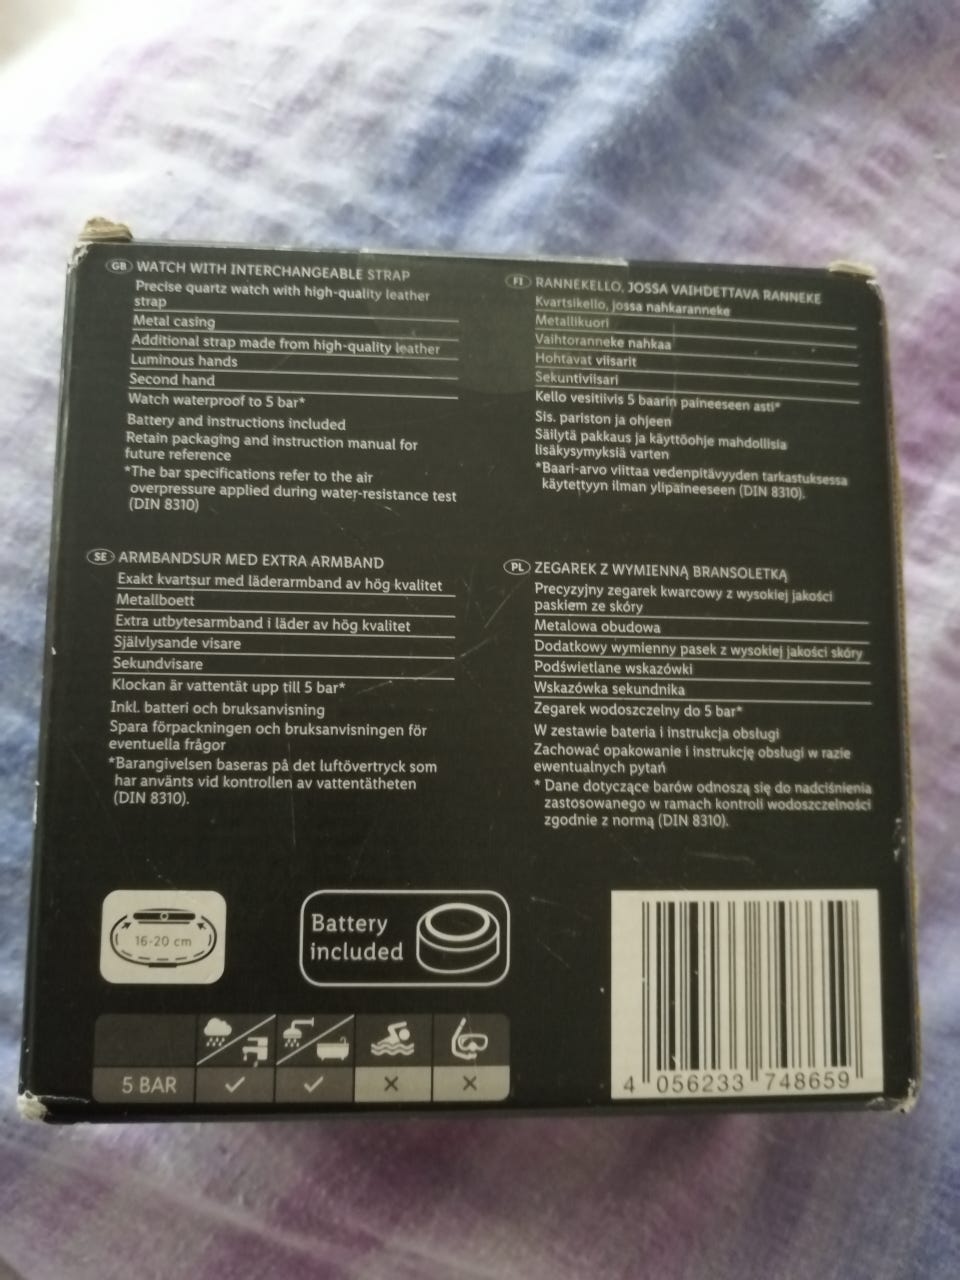 GB WATCH WITH INTERCHANGEABLE STRAP
Precise quartz watch with high-quality leather
strap
Metal casing
Additional strap made from high-quality leather
Luminous hands
Second hand
Watch waterproof to 5 bar*
Battery and instructions included
Retain packaging and instruction manual for
future reference
*The bar specifications refer to the air
overpressure applied during water-resistance test
(DIN 8310)
FI RANNEKELLO, JOSSA VAIHDETTAVA RANNEKE
Kvartsikello, jossa nahkaranneke
Metallikuori
Vaihtoranneke nahkaa
Hohtavat viisarit
Sekuntiviisari
Kello vesitiivis 5 baarin paineeseen asti*
Sis. pariston ja ohjeen
Säilytä pakkaus ja käyttöohje mahdollisia
lisäkysymyksiä varten
*Baari-arvo viittaa vedenpitävyyden tarkastuksessa
käytettyyn ilman ylipaineeseen (DIN 8310).
SE ARMBANDSUR MED EXTRA ARMBAND
Exakt kvartsur med läderarmband av hög kvalitet
Metallboett
Extra utbytesarmband i läder av hög kvalitet
Självlysande visare
Sekundvisare
Klockan är vattentät upp till 5 bar*
Inkl. batteri och bruksanvisning
Spara förpackningen och bruksanvisningen för
eventuella frågor
*Barangivelsen baseras på det luftövertryck som
har använts vid kontrollen av vattentätheten
(DIN 8310).
PL ZEGAREK Z WYMIENNĄ BRANSOLETKĄ
Precyzyjny zegarek kwarcowy z wysokiej jakości
paskiem ze skóry
Metalowa obudowa
Dodatkowy wymienny pasek z wysokiej jakości skóry
Podświetlane wskazówki
Wskazówka sekundnika
Zegarek wodoszczelny do 5 bar*
W zestawie bateria i instrukcja obsługi
Zachować opakowanie i instrukcję obsługi w razie
ewentualnych pytań
* Dane dotyczące barów odnoszą się do nadciśnienia
zastosowanego w ramach kontroli wodoszczelności
zgodnie z normą (DIN 8310).
16-20 cm
Battery
included
5 BAR
4 056233 748659